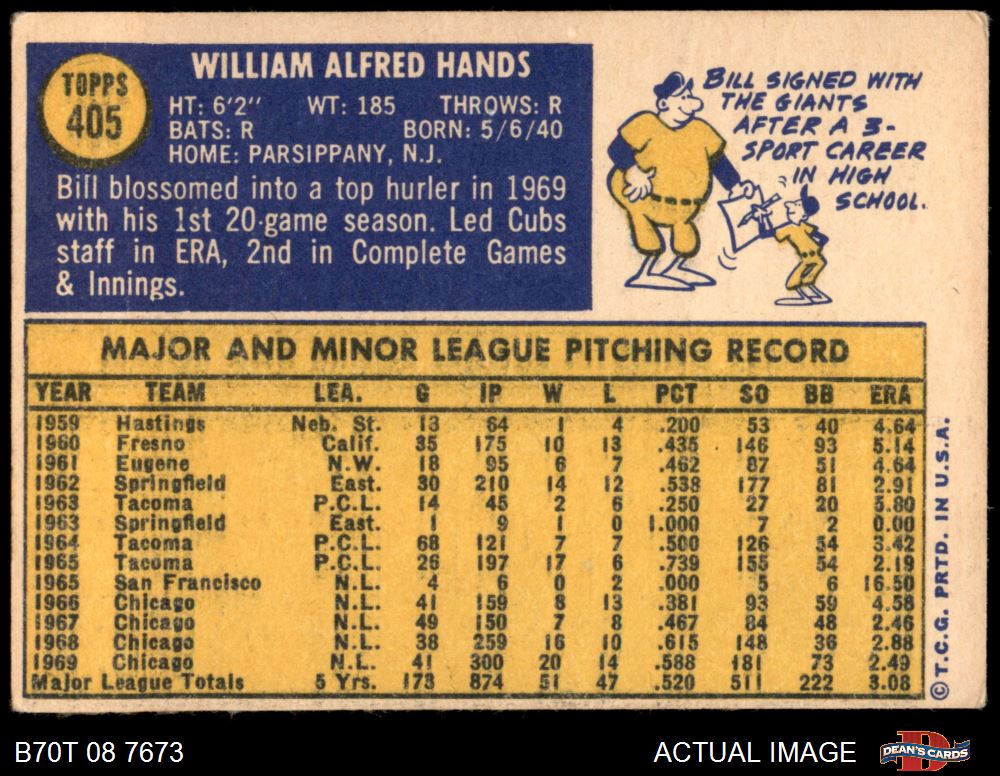 TOPPS
405
WILLIAM ALFRED HANDS
HT: 6'2" WT: 185 THROWS: R
BATS: R BORN: 5/6/40
HOME: PARSIPPANY, N.J.
Bill blossomed into a top hurler in 1969
with his 1st 20-game season. Led Cubs
staff in ERA, 2nd in Complete Games
& Innings.
BILL SIGNED WITH
THE GIANTS
AFTER A 3-
SPORT CAREER
IN HIGH
SCHOOL.
MAJOR AND MINOR LEAGUE PITCHING RECORD
YEAR TEAM LEA. G IP W L PCT SO BB ERA
1959 Hastings Neb. St. 13 64 1 4 .200 53 40 4.64
1960 Fresno Calif. 35 175 10 13 .435 146 93 5.14
1961 Eugene N.W. 18 95 6 7 .462 87 51 4.64
1962 Springfield East. 30 210 14 12 .538 177 81 2.91
1963 Tacoma P.C.L. 14 45 2 6 .250 27 20 5.80
1963 Springfield East. 1 9 1 0 1.000 7 2 0.00
1964 Tacoma P.C.L. 68 121 7 7 .500 126 54 3.42
1965 Tacoma P.C.L. 26 197 17 6 .739 155 54 2.19
1965 San Francisco N.L. 4 6 0 2 .000 5 6 16.50
1966 Chicago N.L. 41 159 8 13 .381 93 59 4.58
1967 Chicago N.L. 49 150 7 8 .467 84 48 2.46
1968 Chicago N.L. 38 259 16 10 .615 148 36 2.88
1969 Chicago N.L. 41 300 20 14 .588 181 73 2.49
Major League Totals 5 Yrs. 173 874 51 47 .520 511 222 3.08
© T.C.G. PRTD. IN U.S.A.
B70T 08 7673
ACTUAL IMAGE
DEAN'S CARDS